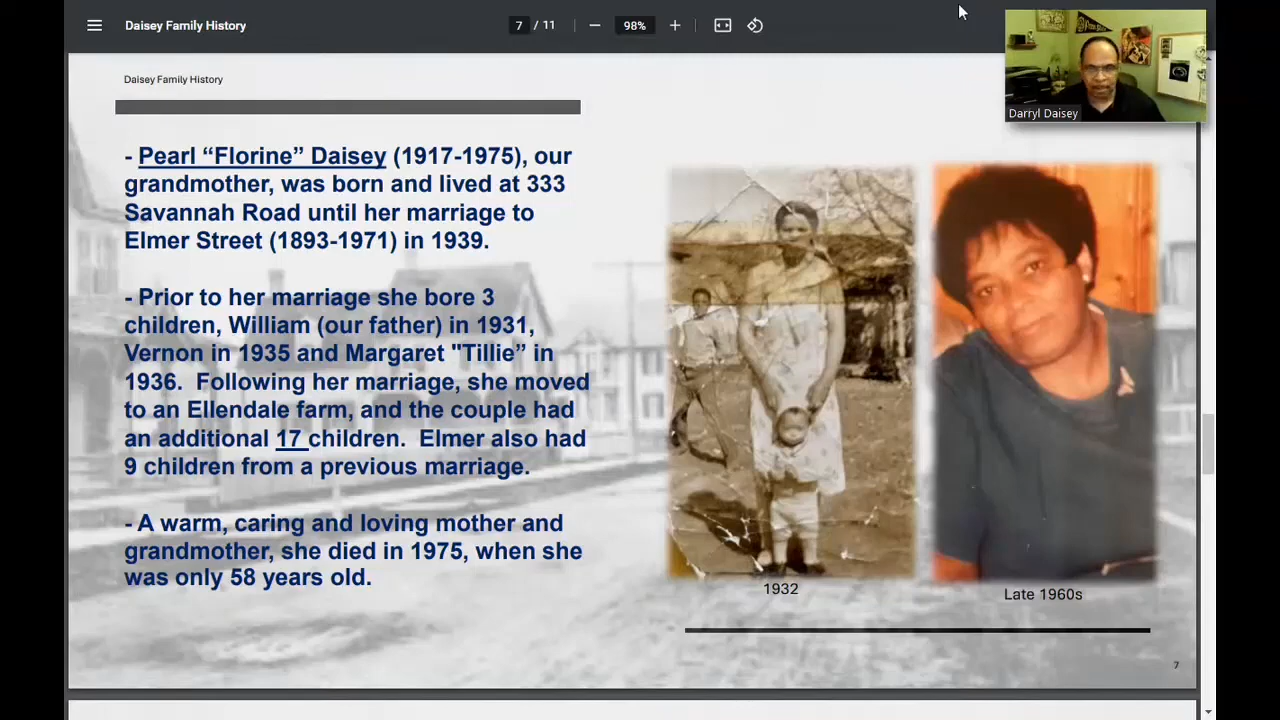 Daisey Family History
7 / 11
98%
Darryl Daisey
Daisey Family History
- Pearl “Florine” Daisey (1917-1975), our
grandmother, was born and lived at 333
Savannah Road until her marriage to
Elmer Street (1893-1971) in 1939.
- Prior to her marriage she bore 3
children, William (our father) in 1931,
Vernon in 1935 and Margaret "Tillie” in
1936.  Following her marriage, she moved
to an Ellendale farm, and the couple had
an additional 17 children.  Elmer also had
9 children from a previous marriage.
- A warm, caring and loving mother and
grandmother, she died in 1975, when she
was only 58 years old.
1932
Late 1960s
7